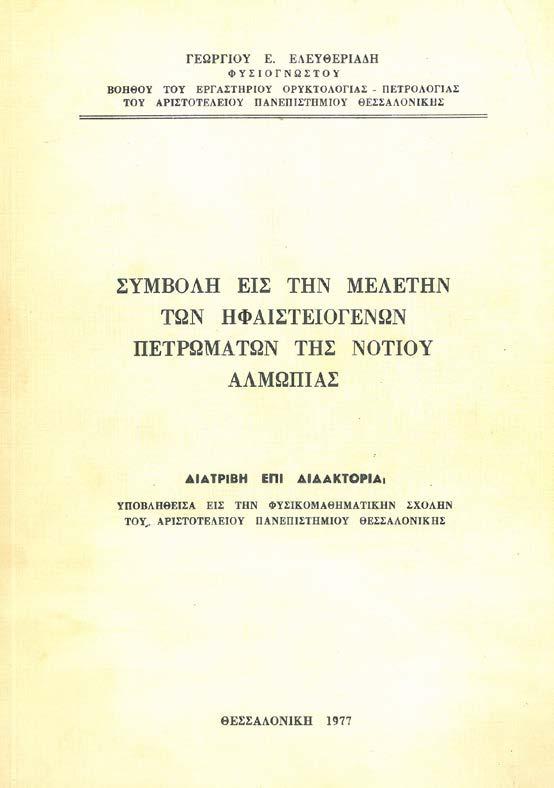 ΓΕΩΡΓΙΟΥ Ε. ΕΛΕΥΘΕΡΙΑΔΗ
ΦΥΣΙΟΓΝΩΣΤΟΥ
ΒΟΗΘΟΥ ΤΟΥ ΕΡΓΑΣΤΗΡΙΟΥ ΟΡΥΚΤΟΛΟΓΙΑΣ - ΠΕΤΡΟΛΟΓΙΑΣ
ΤΟΥ ΑΡΙΣΤΟΤΕΛΕΙΟΥ ΠΑΝΕΠΙΣΤΗΜΙΟΥ ΘΕΣΣΑΛΟΝΙΚΗΣ
ΣΥΜΒΟΛΗ ΕΙΣ ΤΗΝ ΜΕΛΕΤΗΝ
ΤΩΝ ΗΦΑΙΣΤΕΙΟΓΕΝΩΝ
ΠΕΤΡΩΜΑΤΩΝ ΤΗΣ ΝΟΤΙΟΥ
ΑΛΜΩΠΙΑΣ
ΔΙΑΤΡΙΒΗ ΕΠΙ ΔΙΔΑΚΤΟΡΙΑι
ΥΠΟΒΛΗΘΕΙΣΑ ΕΙΣ ΤΗΝ ΦΥΣΙΚΟΜΑΘΗΜΑΤΙΚΗΝ ΣΧΟΛΗΝ
ΤΟΥ. ΑΡΙΣΤΟΤΕΛΕΙΟΥ ΠΑΝΕΠΙΣΤΗΜΙΟΥ ΘΕΣΣΑΛΟΝΙΚΗΣ
ΘΕΣΣΑΛΟΝΙΚΗ 1977